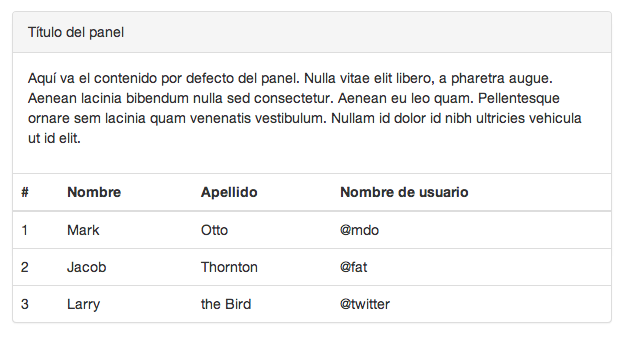 Título del panel
Aquí va el contenido por defecto del panel. Nulla vitae elit libero, a pharetra augue.
Aenean lacinia bibendum nulla sed consectetur. Aenean eu leo quam. Pellentesque
ornare sem lacinia quam venenatis vestibulum. Nullam id dolor id nibh ultricies vehicula
ut id elit.
# Nombre Apellido Nombre de usuario
1 Mark Otto @mdo
2 Jacob Thornton @fat
3 Larry the Bird @twitter